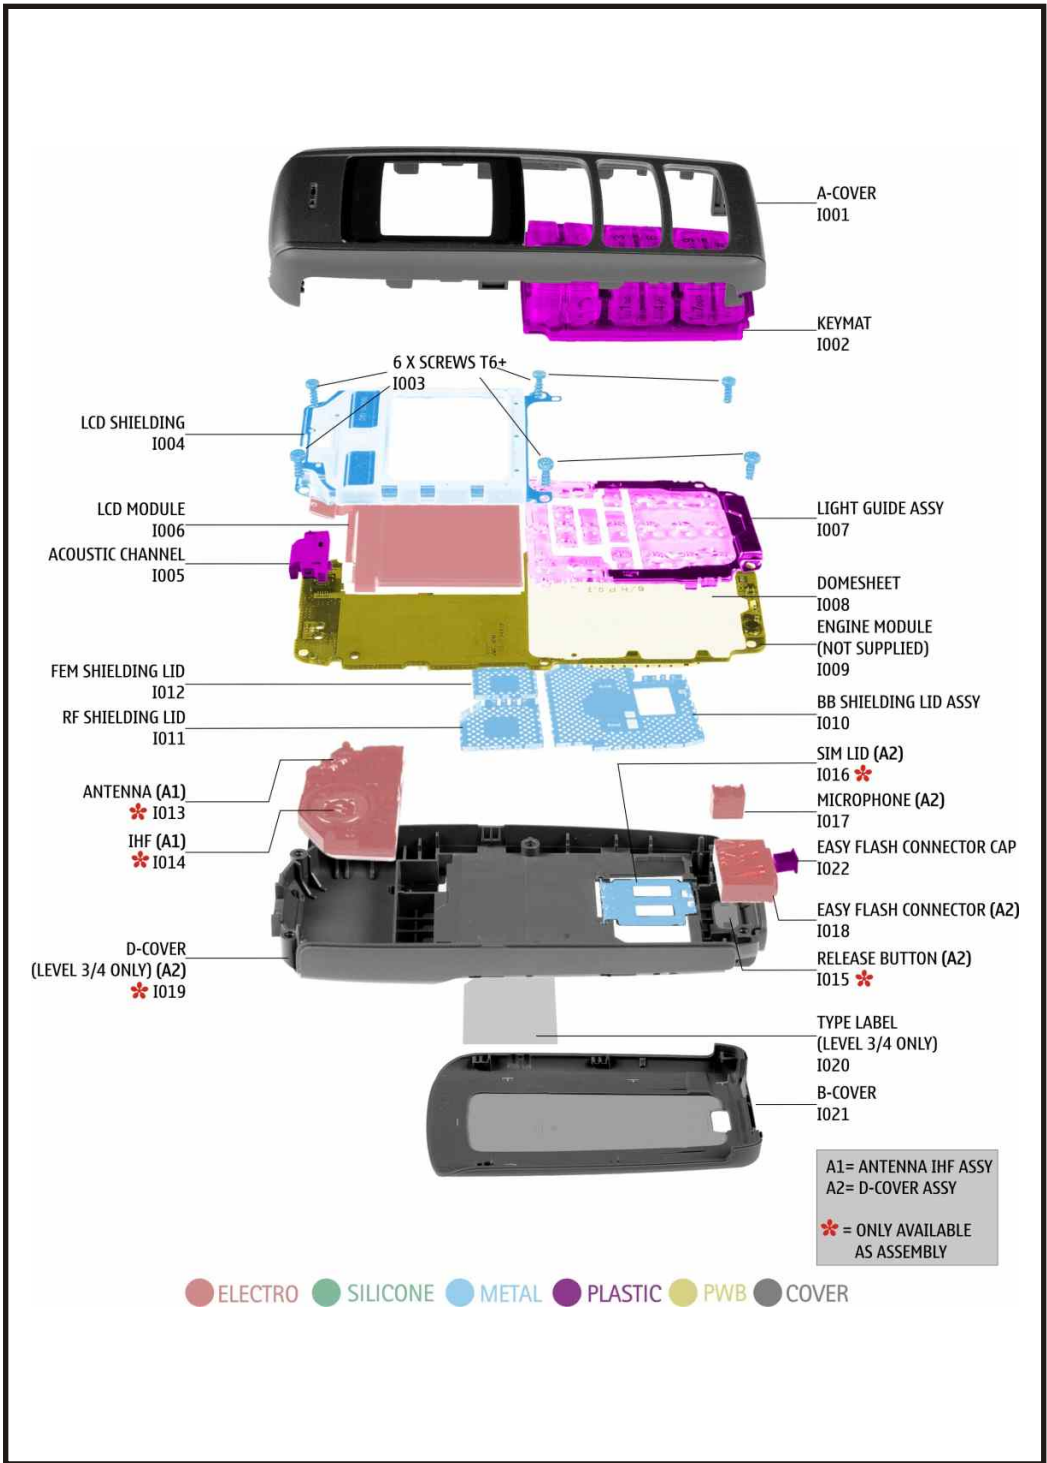 A-COVER
I001
KEYMAT
I002
6 X SCREWS T6+
I003
LCD SHIELDING
I004
LCD MODULE
I006
LIGHT GUIDE ASSY
I007
ACOUSTIC CHANNEL
I005
DOMESHEET
I008
ENGINE MODULE
(NOT SUPPLIED)
I009
FEM SHIELDING LID
I012
BB SHIELDING LID ASSY
I010
RF SHIELDING LID
I011
SIM LID (A2)
I016 *
ANTENNA (A1)
* I013
MICROPHONE (A2)
I017
IHF (A1)
* I014
EASY FLASH CONNECTOR CAP
I022
EASY FLASH CONNECTOR (A2)
I018
D-COVER
(LEVEL 3/4 ONLY) (A2)
* I019
RELEASE BUTTON (A2)
I015 *
TYPE LABEL
(LEVEL 3/4 ONLY)
I020
B-COVER
I021
A1= ANTENNA IHF ASSY
A2= D-COVER ASSY
* = ONLY AVAILABLE
AS ASSEMBLY
ELECTRO SILICONE METAL PLASTIC PWB COVER